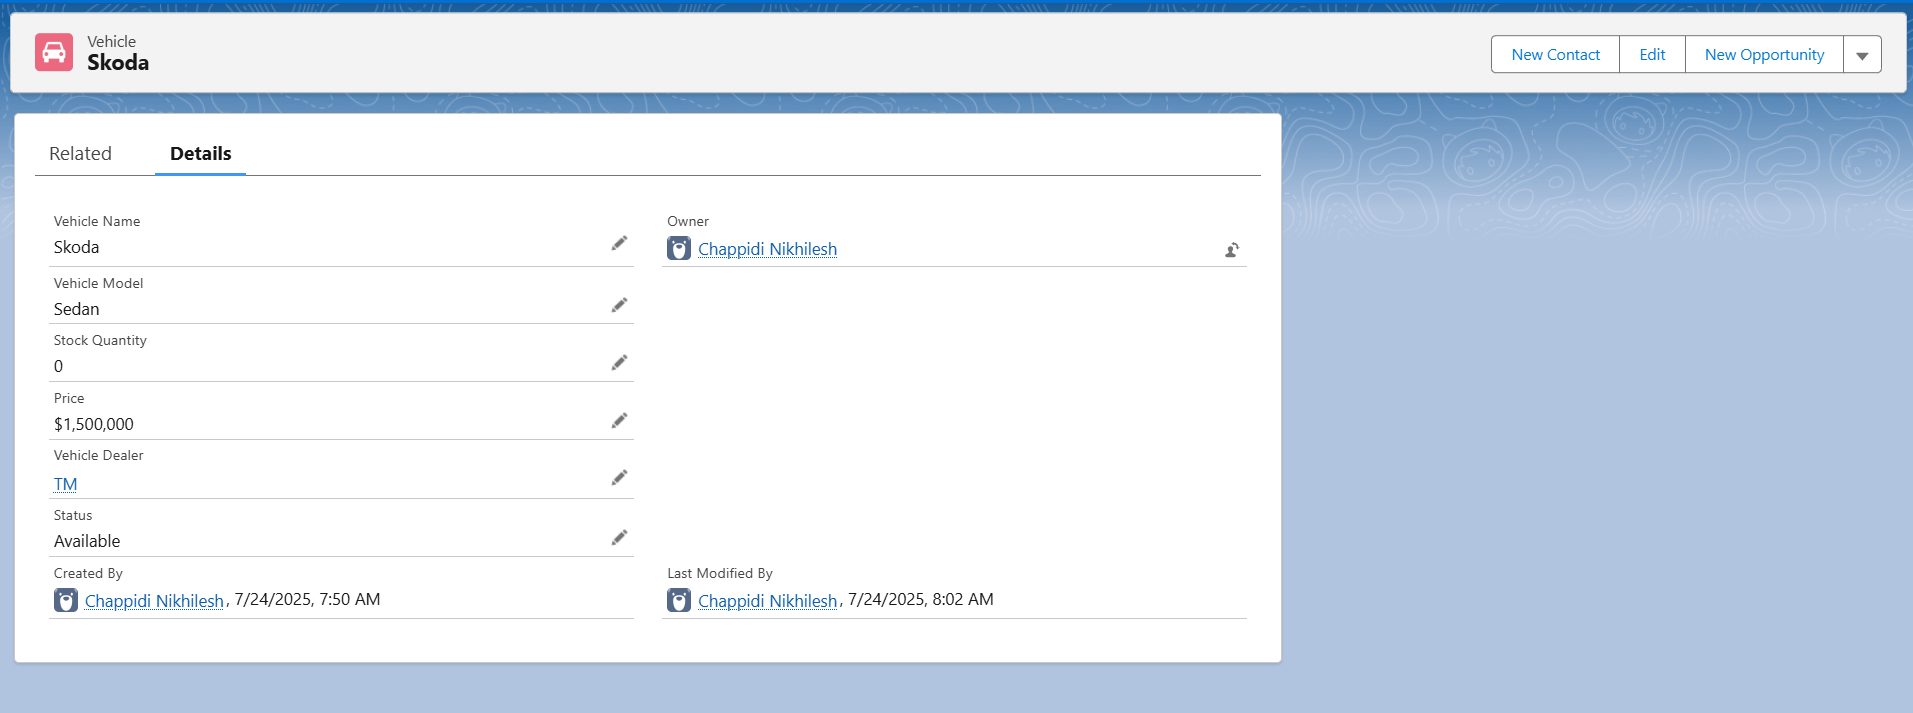 Vehicle
Skoda
New Contact
Edit
New Opportunity
Related
Details
Vehicle Name
Skoda
Owner
Chappidi Nikhilesh
Vehicle Model
Sedan
Stock Quantity
0
Price
$1,500,000
Vehicle Dealer
TM
Status
Available
Created By
Chappidi Nikhilesh, 7/24/2025, 7:50 AM
Last Modified By
Chappidi Nikhilesh, 7/24/2025, 8:02 AM